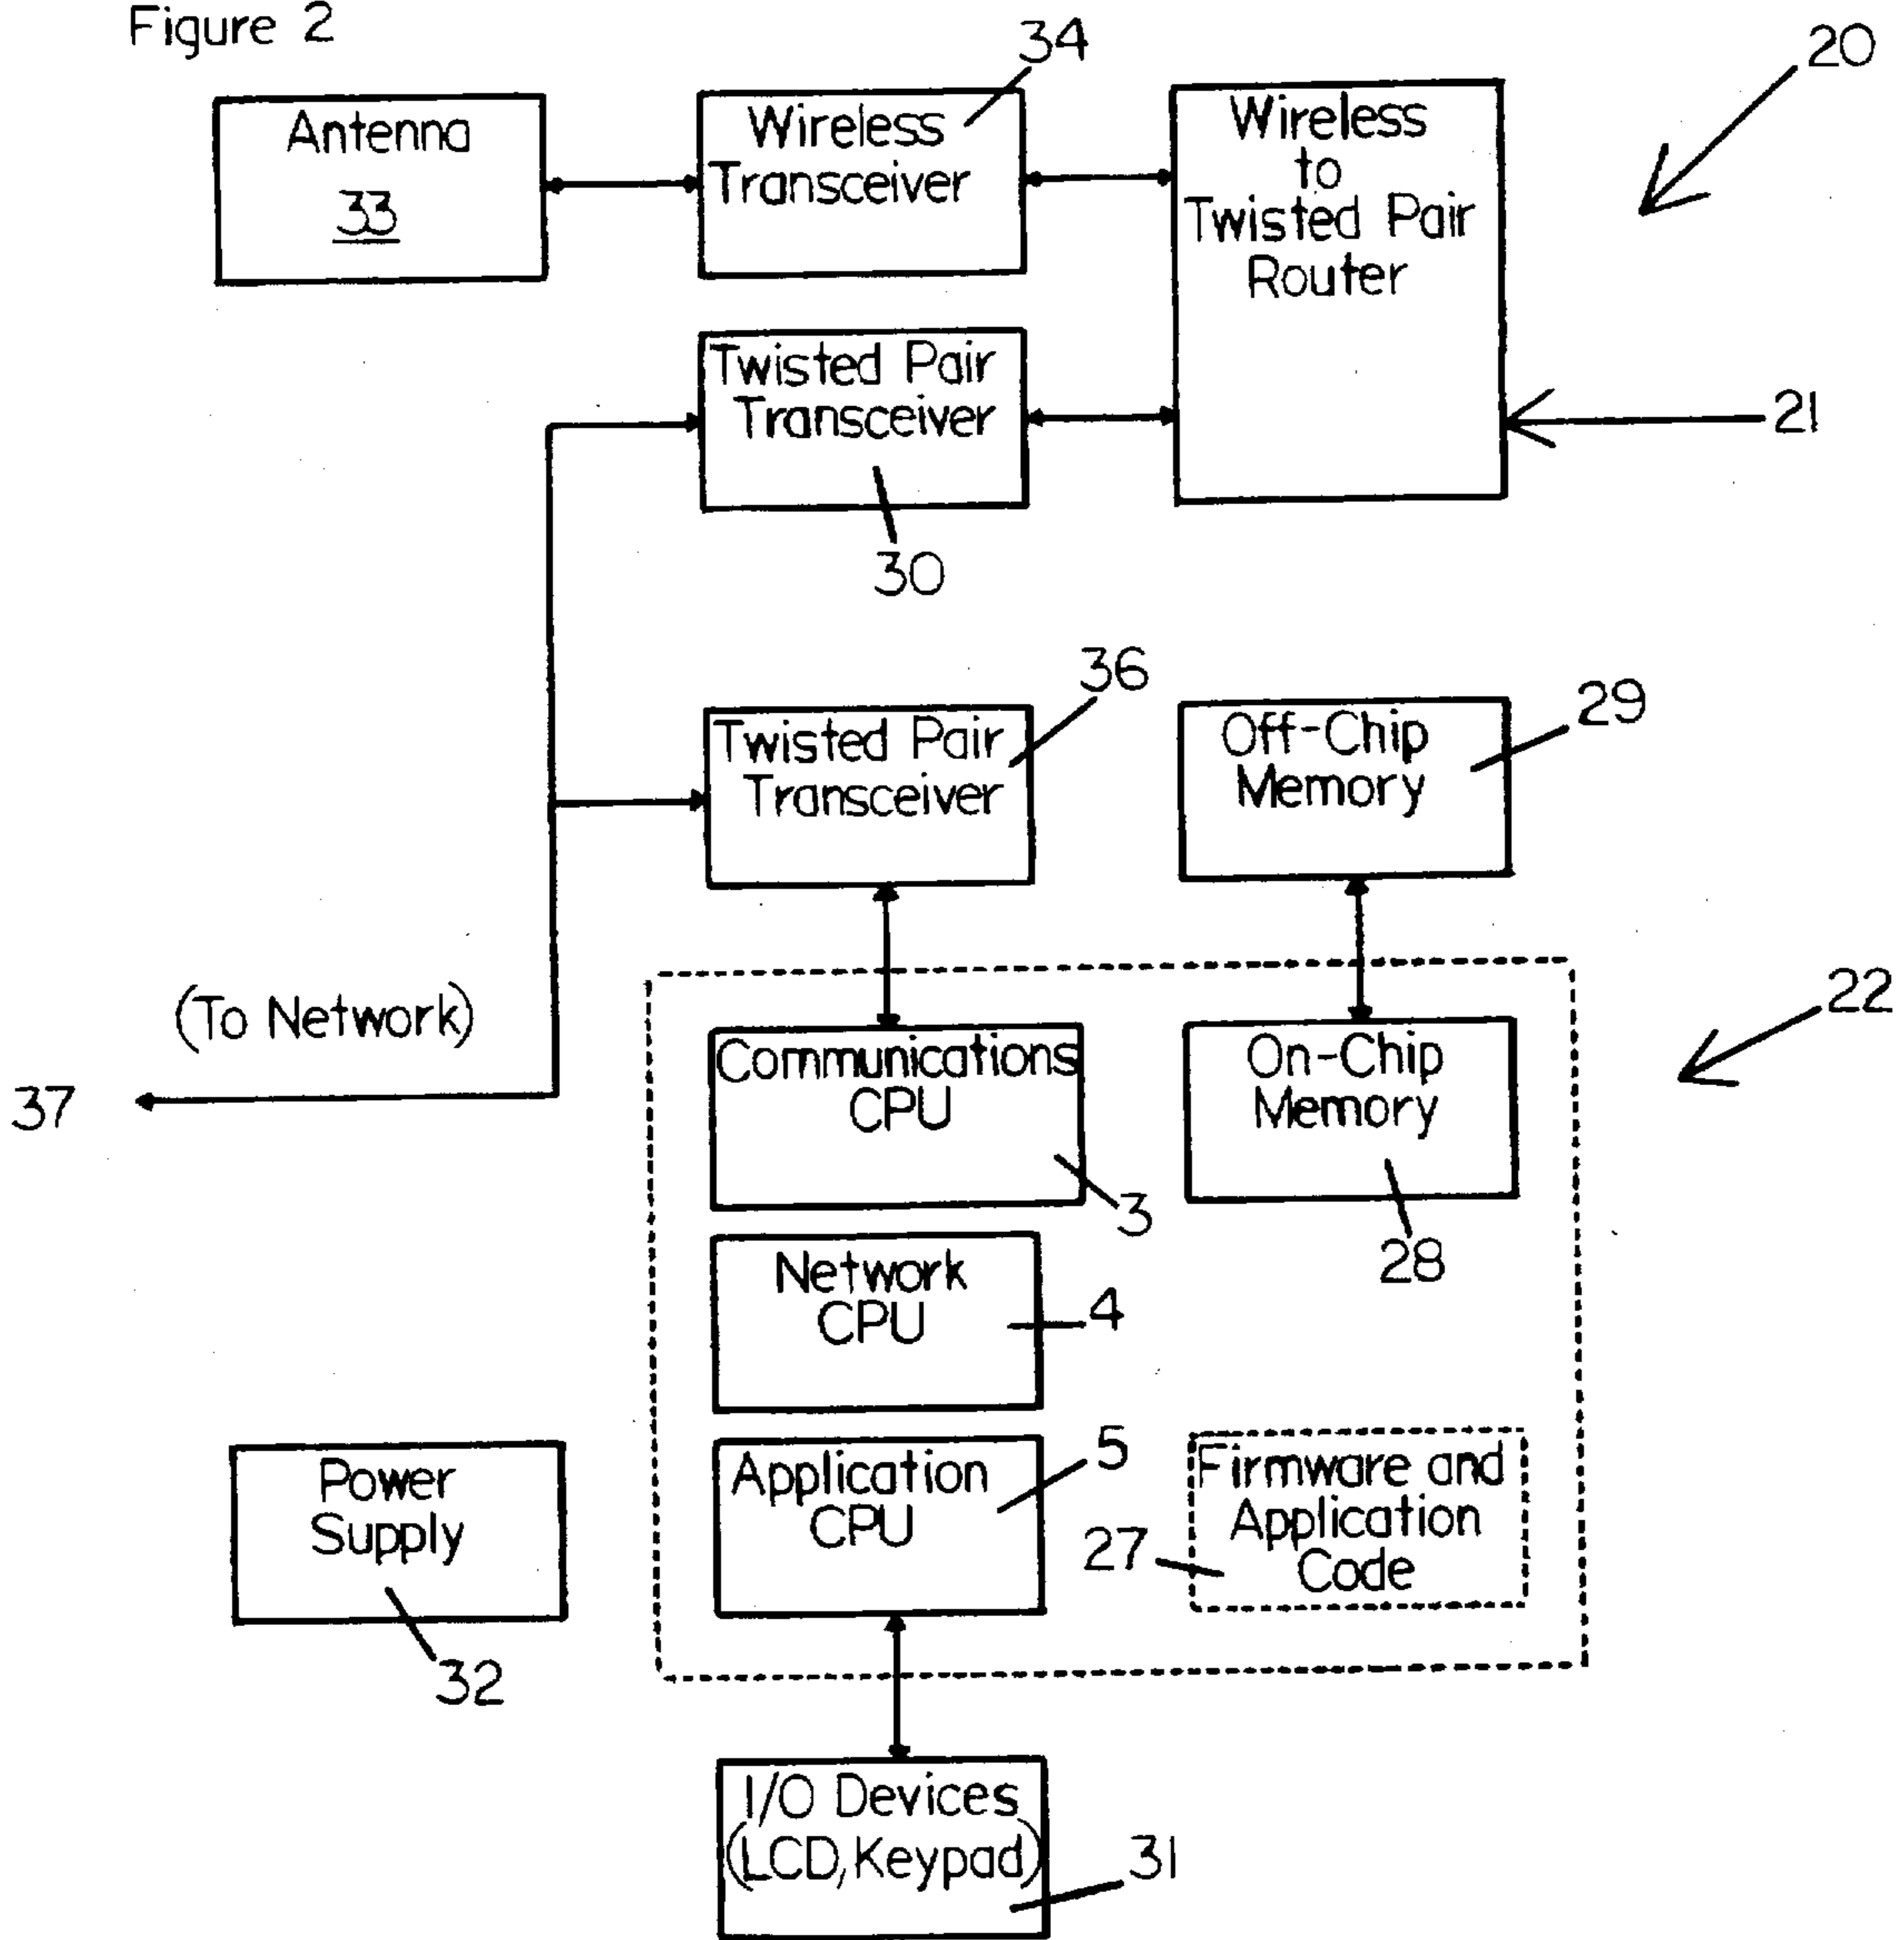 Figure 2
34
20
Antenna
33
Wireless
Transceiver
Wireless
to
Twisted Pair
Router
Twisted Pair
Transceiver
21
30
36
29
Twisted Pair
Transceiver
Off-Chip
Memory
(To Network)
37
22
Communications
CPU
3
On-Chip
Memory
28
Network
CPU
4
Power
Supply
32
Application
CPU
5
27
Firmware and
Application
Code
I/O Devices
(LCD, Keypad)
31